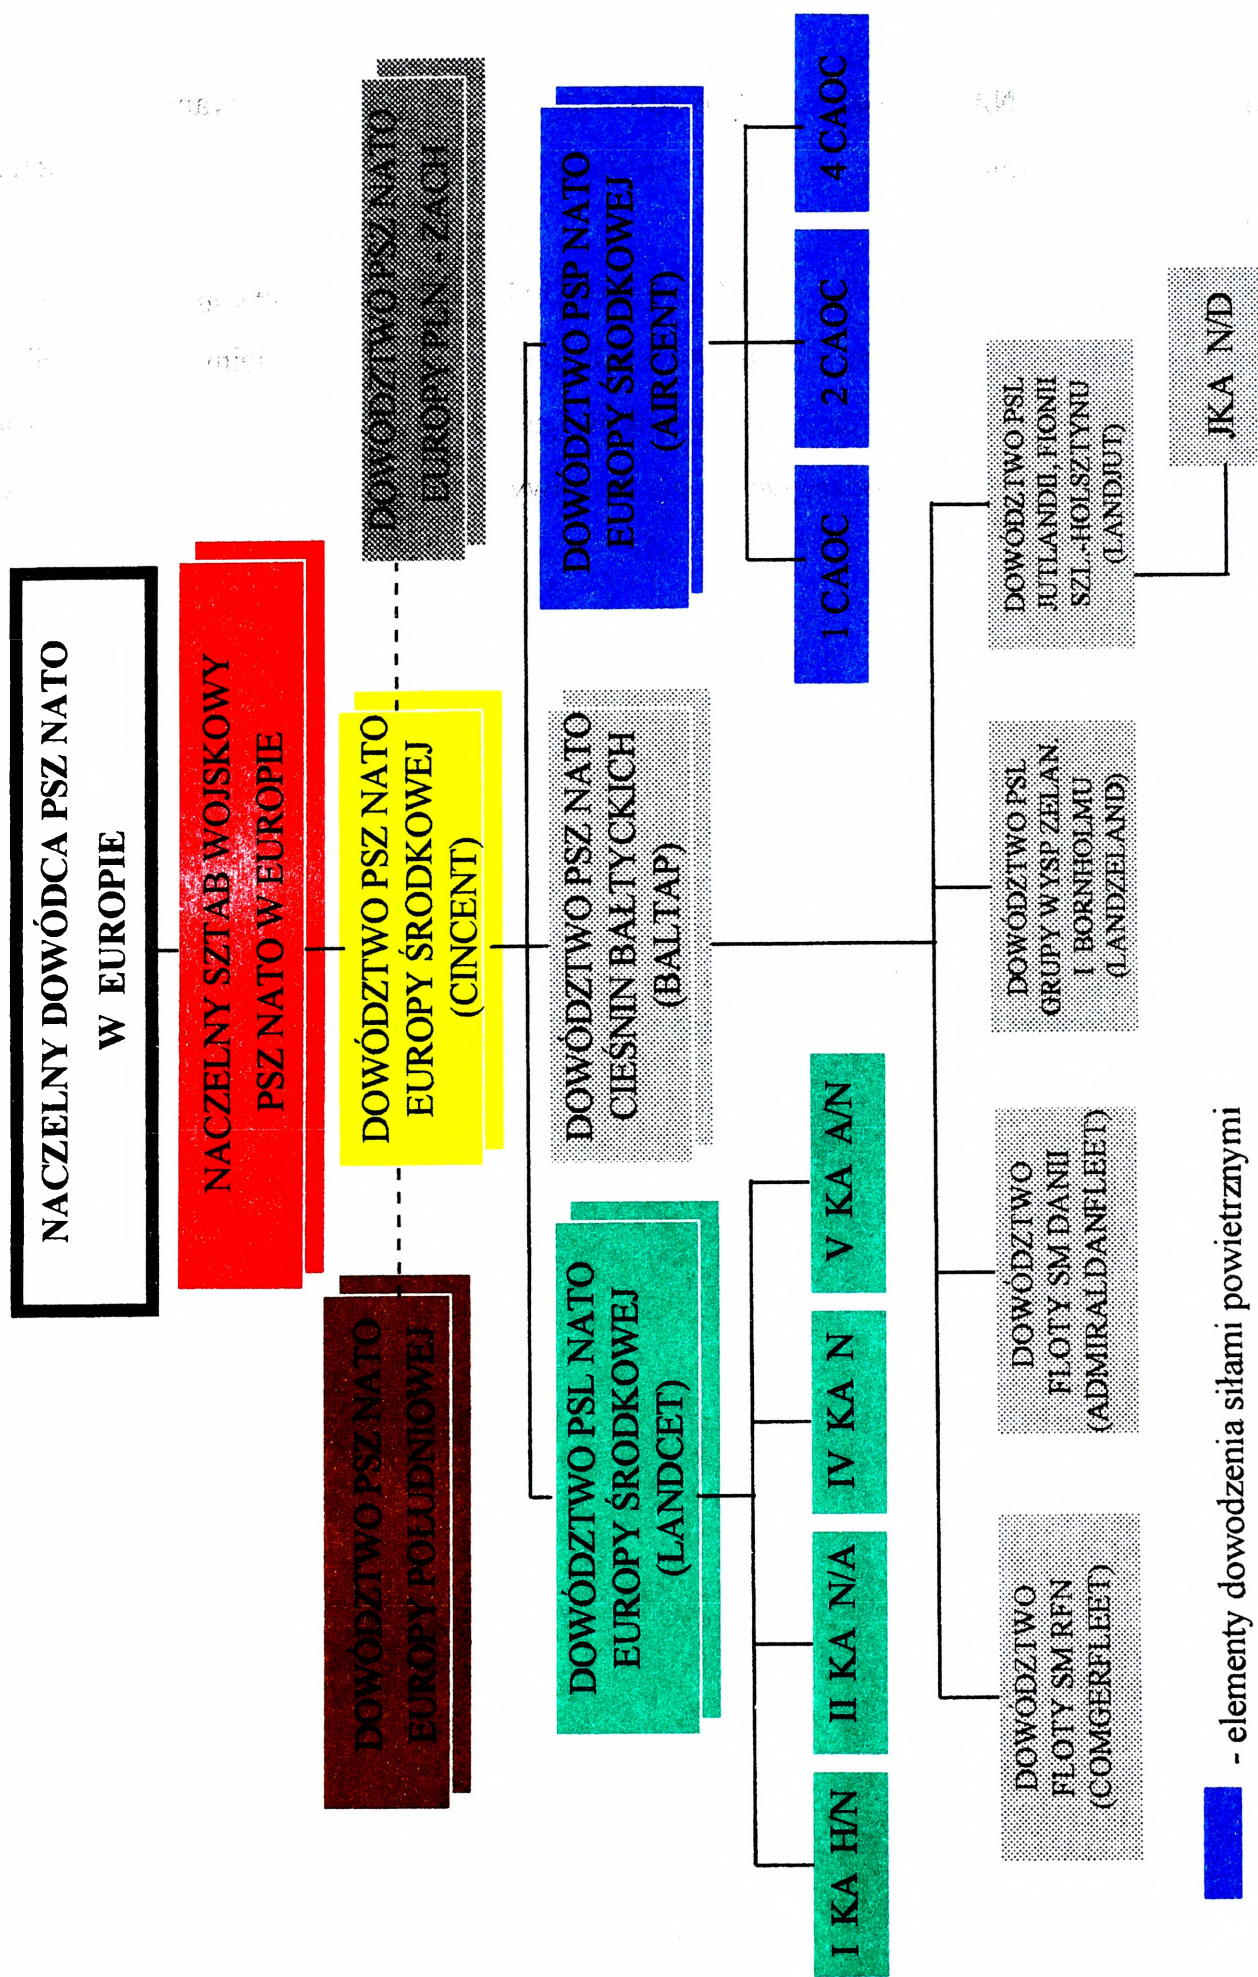 NACZELNY DOWÓDCA PSZ NATO
W EUROPIE
NACZELNY SZTAB WOJSKOWY
PSZ NATO W EUROPIE
DOWÓDZTWO PSZ NATO
EUROPY POŁUDNIOWEJ
DOWÓDZTWO PSZ NATO
EUROPY ŚRODKOWEJ
(CINCENT)
DOWÓDZTWO PSZ NATO
EUROPY PŁN - ZACH
DOWÓDZTWO PSL NATO
EUROPY ŚRODKOWEJ
(LANDCET)
DOWÓDZTWO PSZ NATO
CIEŚNIN BAŁTYCKICH
(BALTAP)
DOWÓDZTWO PSP NATO
EUROPY ŚRODKOWEJ
(AIRCENT)
I KA H/N
II KA N/A
IV KA N
V KA A/N
1 CAOC
2 CAOC
4 CAOC
DOWÓDZTWO
FLOTY SM RFN
(COMGERFLEET)
DOWÓDZTWO
FLOTY SM DANII
(ADMIRALDANFLEET)
DOWÓDZTWO PSL
GRUPY WYSP ZELAN.
I BORNHOLMU
(LANDZELAND)
DOWÓDZTWO PSL
JUTLANDII, FIONII
SZL.-HOLSZTYNU
(LANDJUT)
JKA N/D
- elementy dowodzenia siłami powietrznymi